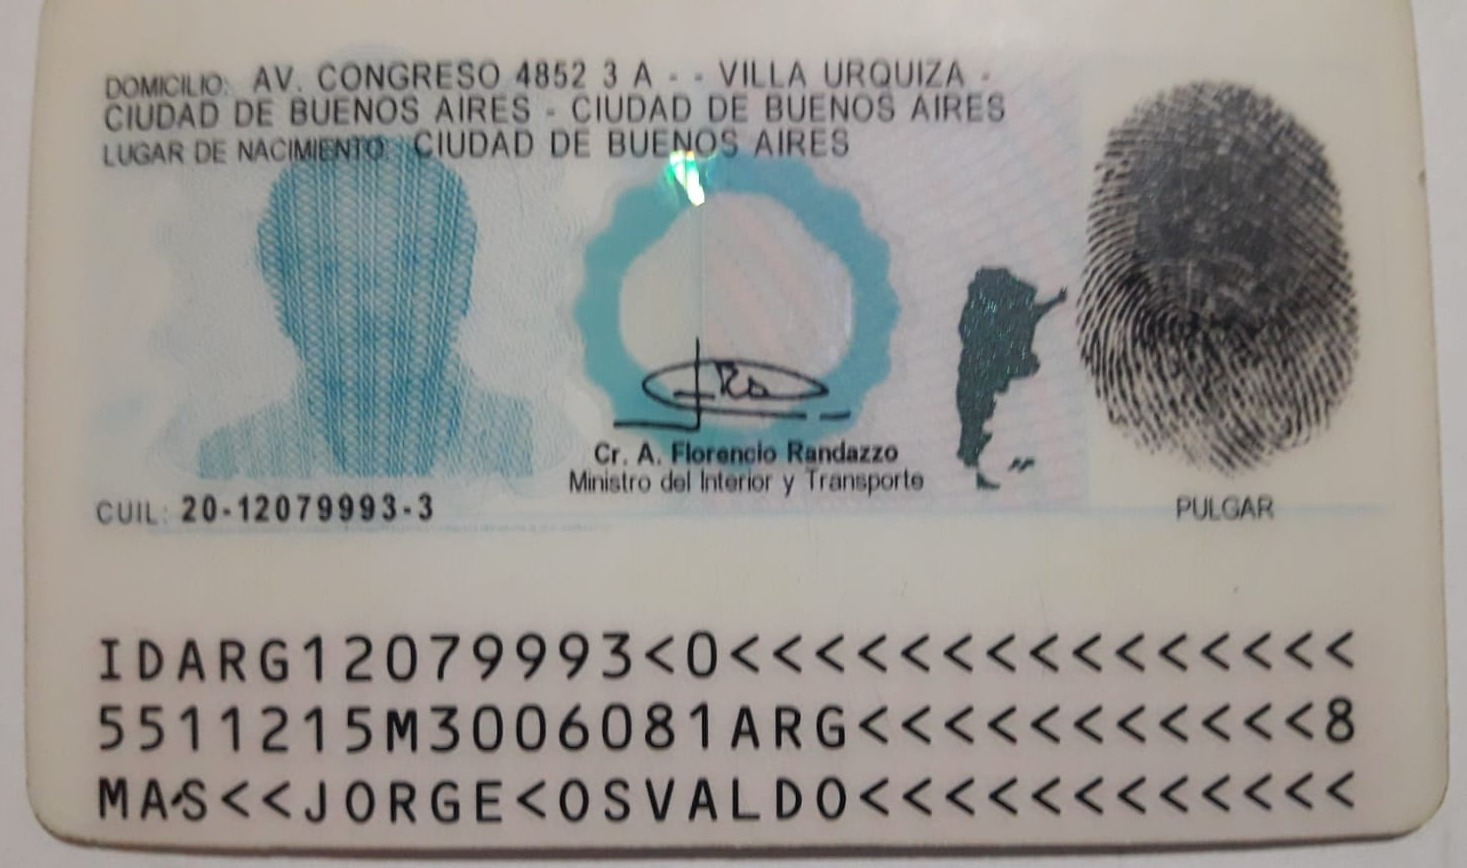 DOMICILIO: AV. CONGRESO 4852 3 A - - VILLA URQUIZA -
CIUDAD DE BUENOS AIRES - CIUDAD DE BUENOS AIRES
LUGAR DE NACIMIENTO: CIUDAD DE BUENOS AIRES
Cr. A. Florencio Randazzo
Ministro del Interior y Transporte
CUIL: 20-12079993-3
PULGAR
IDARG12079993<0<<<<<<<<<<<<<<<
5511215M3006081ARG<<<<<<<<<<<8
MAS<<JORGE<OSVALDO<<<<<<<<<<<<